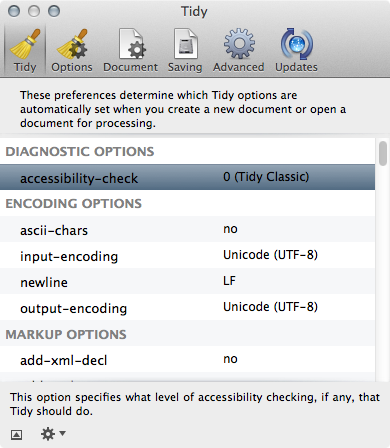 Tidy
Tidy Options Document Saving Advanced Updates
These preferences determine which Tidy options are
automatically set when you create a new document or open a
document for processing.
DIAGNOSTIC OPTIONS
accessibility-check 0 (Tidy Classic)
ENCODING OPTIONS
ascii-chars no
input-encoding Unicode (UTF-8)
newline LF
output-encoding Unicode (UTF-8)
MARKUP OPTIONS
add-xml-decl no
This option specifies what level of accessibility checking, if any, that
Tidy should do.